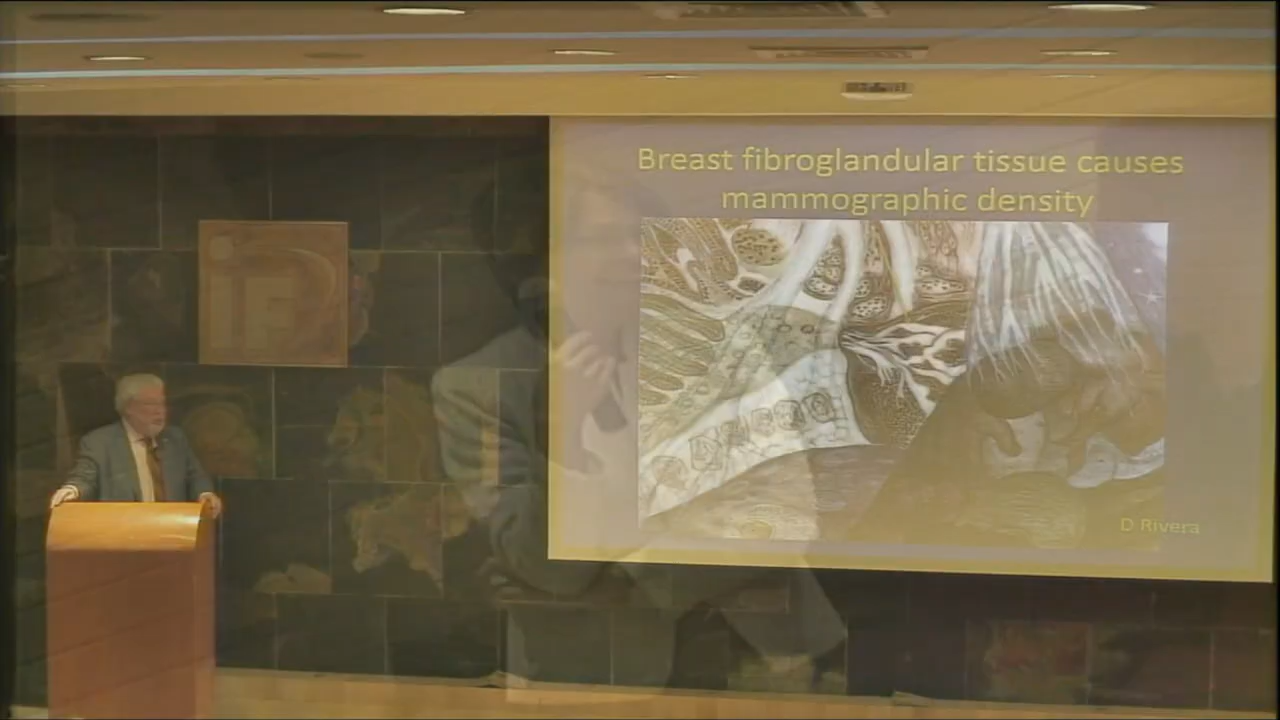 Breast fibroglandular tissue causes
mammographic density
D Rivera